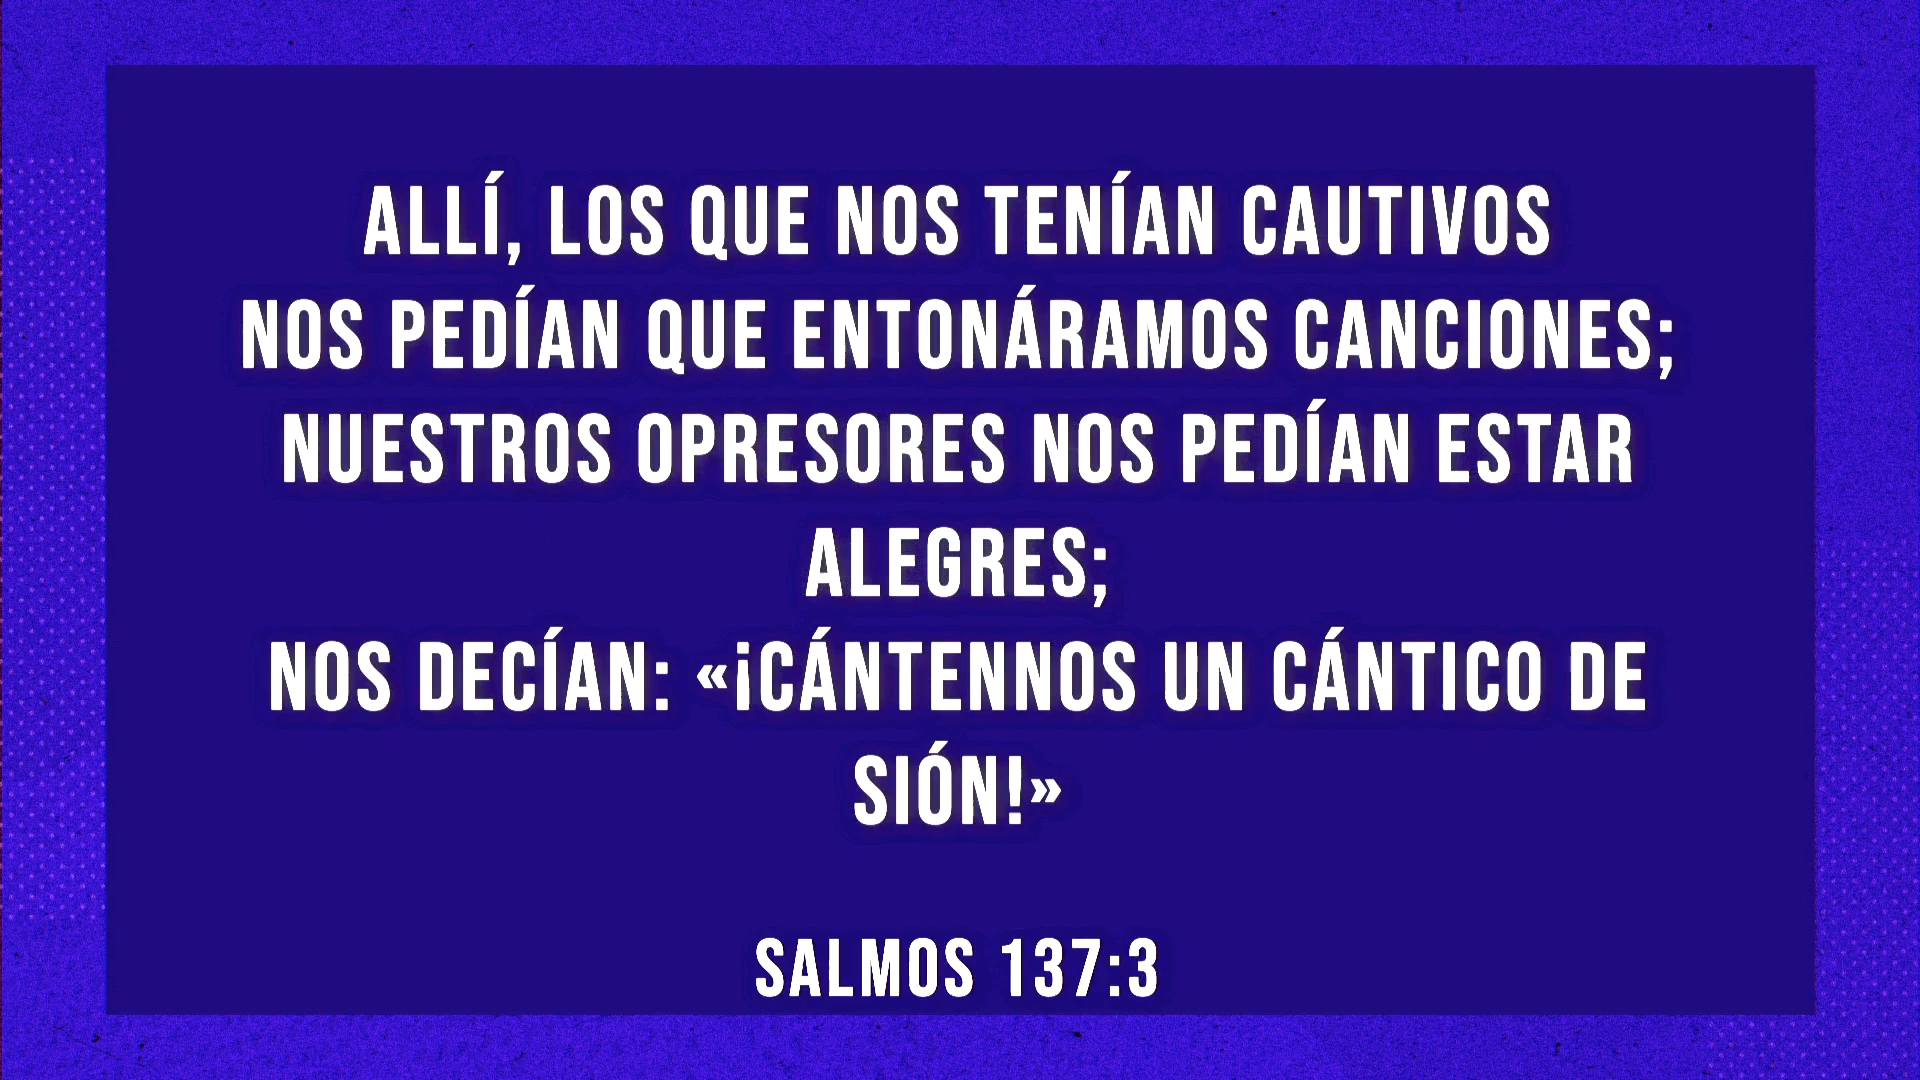 ALLÍ, LOS QUE NOS TENÍAN CAUTIVOS
NOS PEDÍAN QUE ENTONÁRAMOS CANCIONES;
NUESTROS OPRESORES NOS PEDÍAN ESTAR
ALEGRES;
NOS DECÍAN: «¡CÁNTENNOS UN CÁNTICO DE
SIÓN!»
SALMOS 137:3